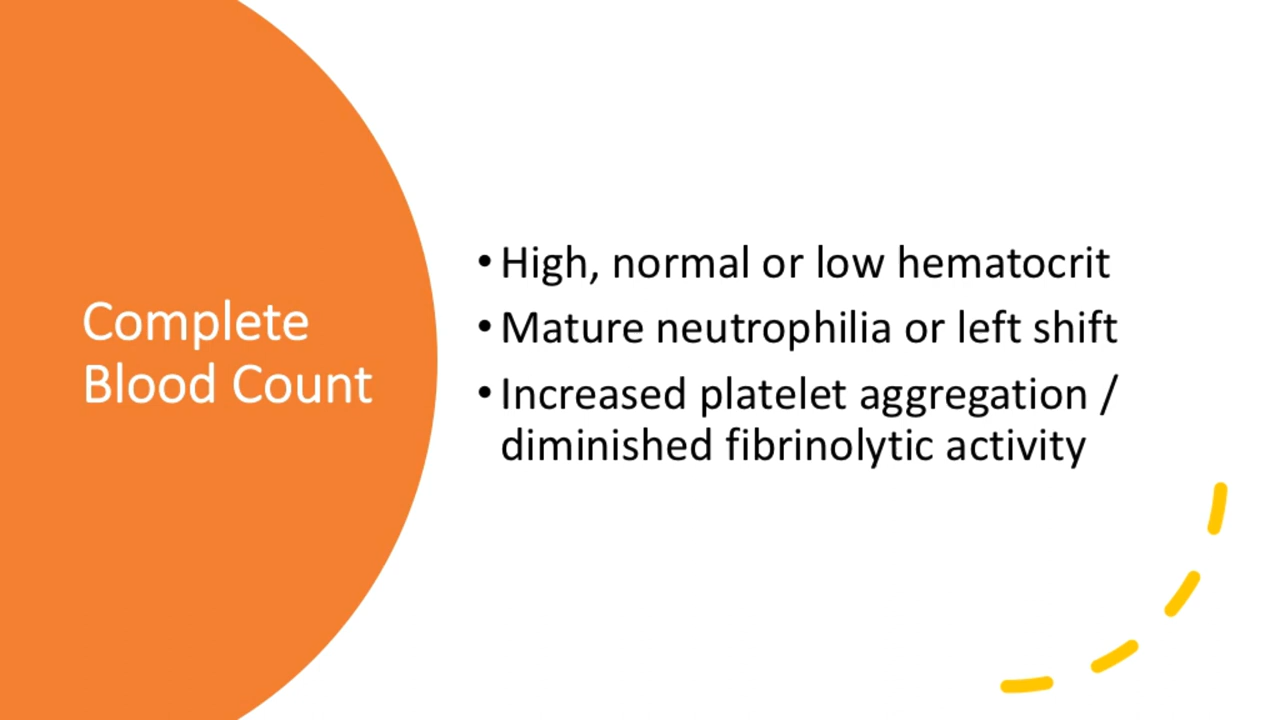 Complete
Blood Count
• High, normal or low hematocrit
• Mature neutrophilia or left shift
• Increased platelet aggregation /
diminished fibrinolytic activity